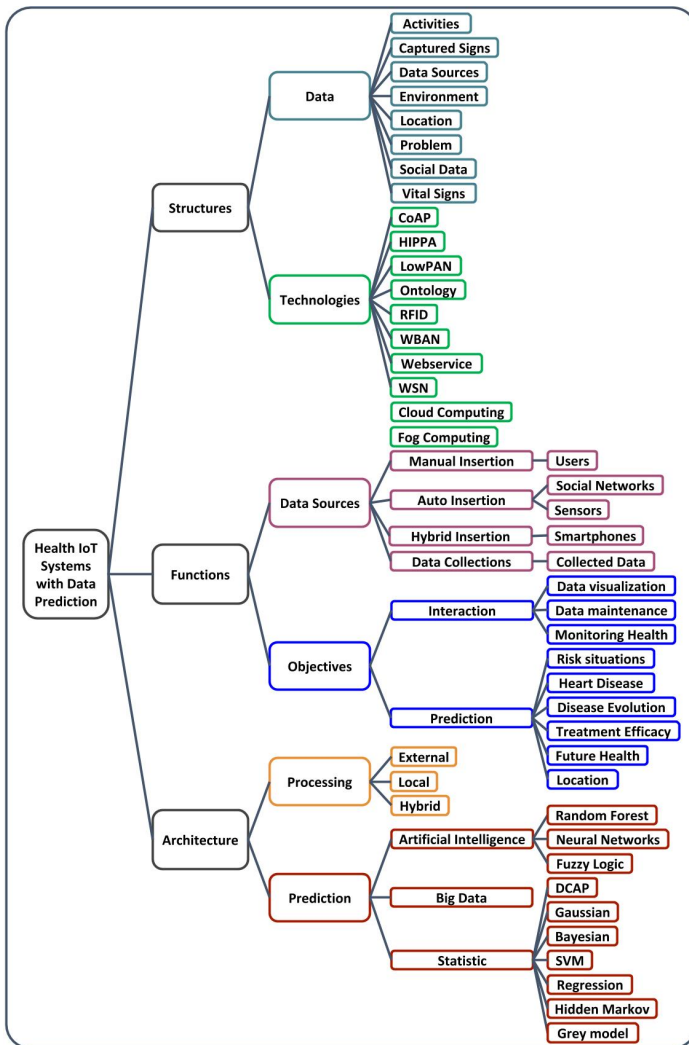 Activities
Captured Signs
Data Sources
Environment
Location
Problem
Social Data
Vital Signs
Data
Structures
CoAP
HIPPA
LowPAN
Ontology
RFID
WBAN
Webservice
WSN
Cloud Computing
Fog Computing
Technologies
Health IoT
Systems
with Data
Prediction
Functions
Data Sources
Manual Insertion
Users
Auto Insertion
Social Networks
Sensors
Hybrid Insertion
Smartphones
Data Collections
Collected Data
Objectives
Interaction
Data visualization
Data maintenance
Monitoring Health
Prediction
Risk situations
Heart Disease
Disease Evolution
Treatment Efficacy
Future Health
Location
Architecture
Processing
External
Local
Hybrid
Prediction
Artificial Intelligence
Random Forest
Neural Networks
Fuzzy Logic
Big Data
Statistic
DCAP
Gaussian
Bayesian
SVM
Regression
Hidden Markov
Grey model